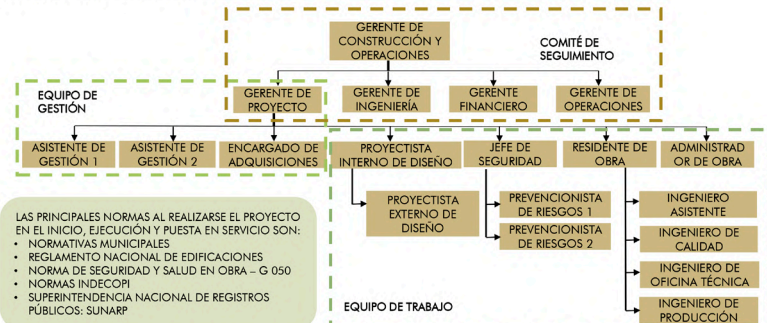 GERENTE DE
CONSTRUCCIÓN Y
OPERACIONES
COMITÉ DE
SEGUIMIENTO
EQUIPO DE
GESTIÓN
GERENTE DE
PROYECTO
GERENTE DE
INGENIERÍA
GERENTE
FINANCIERO
GERENTE DE
OPERACIONES
ASISTENTE DE
GESTIÓN 1
ASISTENTE DE
GESTIÓN 2
ENCARGADO DE
ADQUISICIONES
PROYECTISTA
INTERNO DE DISEÑO
JEFE DE
SEGURIDAD
RESIDENTE DE
OBRA
ADMINISTRAD
OR DE OBRA
PROYECTISTA
EXTERNO DE
DISEÑO
PREVENCIONISTA
DE RIESGOS 1
PREVENCIONISTA
DE RIESGOS 2
INGENIERO
ASISTENTE
INGENIERO DE
CALIDAD
INGENIERO DE
OFICINA TÉCNICA
INGENIERO DE
PRODUCCIÓN
LAS PRINCIPALES NORMAS AL REALIZARSE EL PROYECTO
EN EL INICIO, EJECUCIÓN Y PUESTA EN SERVICIO SON:
• NORMATIVAS MUNICIPALES
• REGLAMENTO NACIONAL DE EDIFICACIONES
• NORMA DE SEGURIDAD Y SALUD EN OBRA – G 050
• NORMAS INDECOPI
• SUPERINTENDENCIA NACIONAL DE REGISTROS
PÚBLICOS: SUNARP
EQUIPO DE TRABAJO